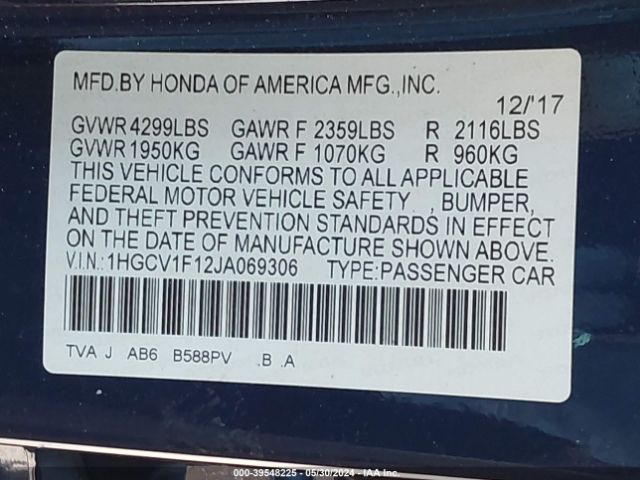 MFD.BY HONDA OF AMERICA MFG.,INC.
12/'17
GVWR 4299LBS GAWR F 2359LBS R 2116LBS
GVWR 1950KG GAWR F 1070KG R 960KG
THIS VEHICLE CONFORMS TO ALL APPLICABLE
FEDERAL MOTOR VEHICLE SAFETY , BUMPER,
AND THEFT PREVENTION STANDARDS IN EFFECT
ON THE DATE OF MANUFACTURE SHOWN ABOVE.
V.I.N.:1HGCV1F12JA069306 TYPE:PASSENGER CAR
TVA J AB6 B588PV .B .A
000-39548225 - 05/30/2024 - IAA Inc.